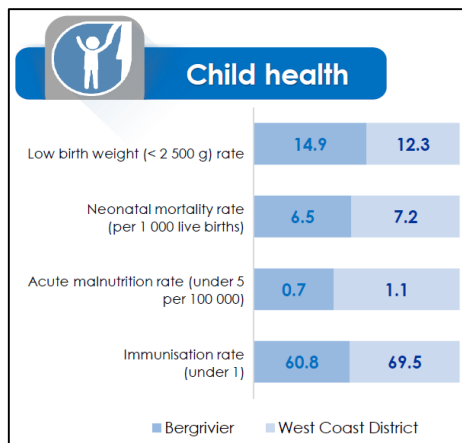 Child health
Low birth weight (< 2 500 g) rate
14.9 12.3
Neonatal mortality rate
(per 1 000 live births)
6.5 7.2
Acute malnutrition rate (under 5
per 100 000)
0.7 1.1
Immunisation rate
(under 1)
60.8 69.5
Bergrivier West Coast District